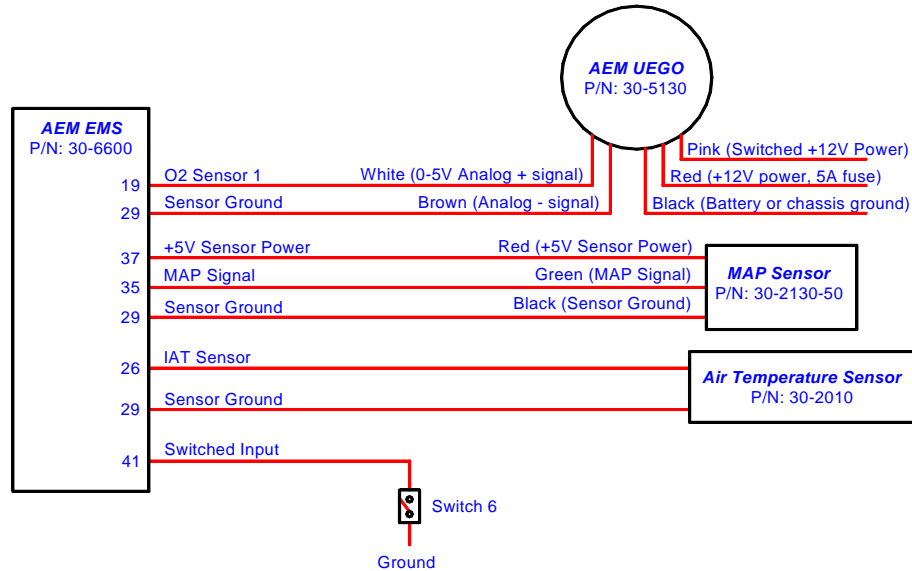 AEM UEGO
P/N: 30-5130
AEM EMS
P/N: 30-6600
Pink (Switched +12V Power)
19 O2 Sensor 1 White (0-5V Analog + signal) Red (+12V power, 5A fuse)
29 Sensor Ground Brown (Analog - signal) Black (Battery or chassis ground)
37 +5V Sensor Power Red (+5V Sensor Power)
35 MAP Signal Green (MAP Signal)
29 Sensor Ground Black (Sensor Ground)
MAP Sensor
P/N: 30-2130-50
26 IAT Sensor
29 Sensor Ground
Air Temperature Sensor
P/N: 30-2010
41 Switched Input
Switch 6
Ground